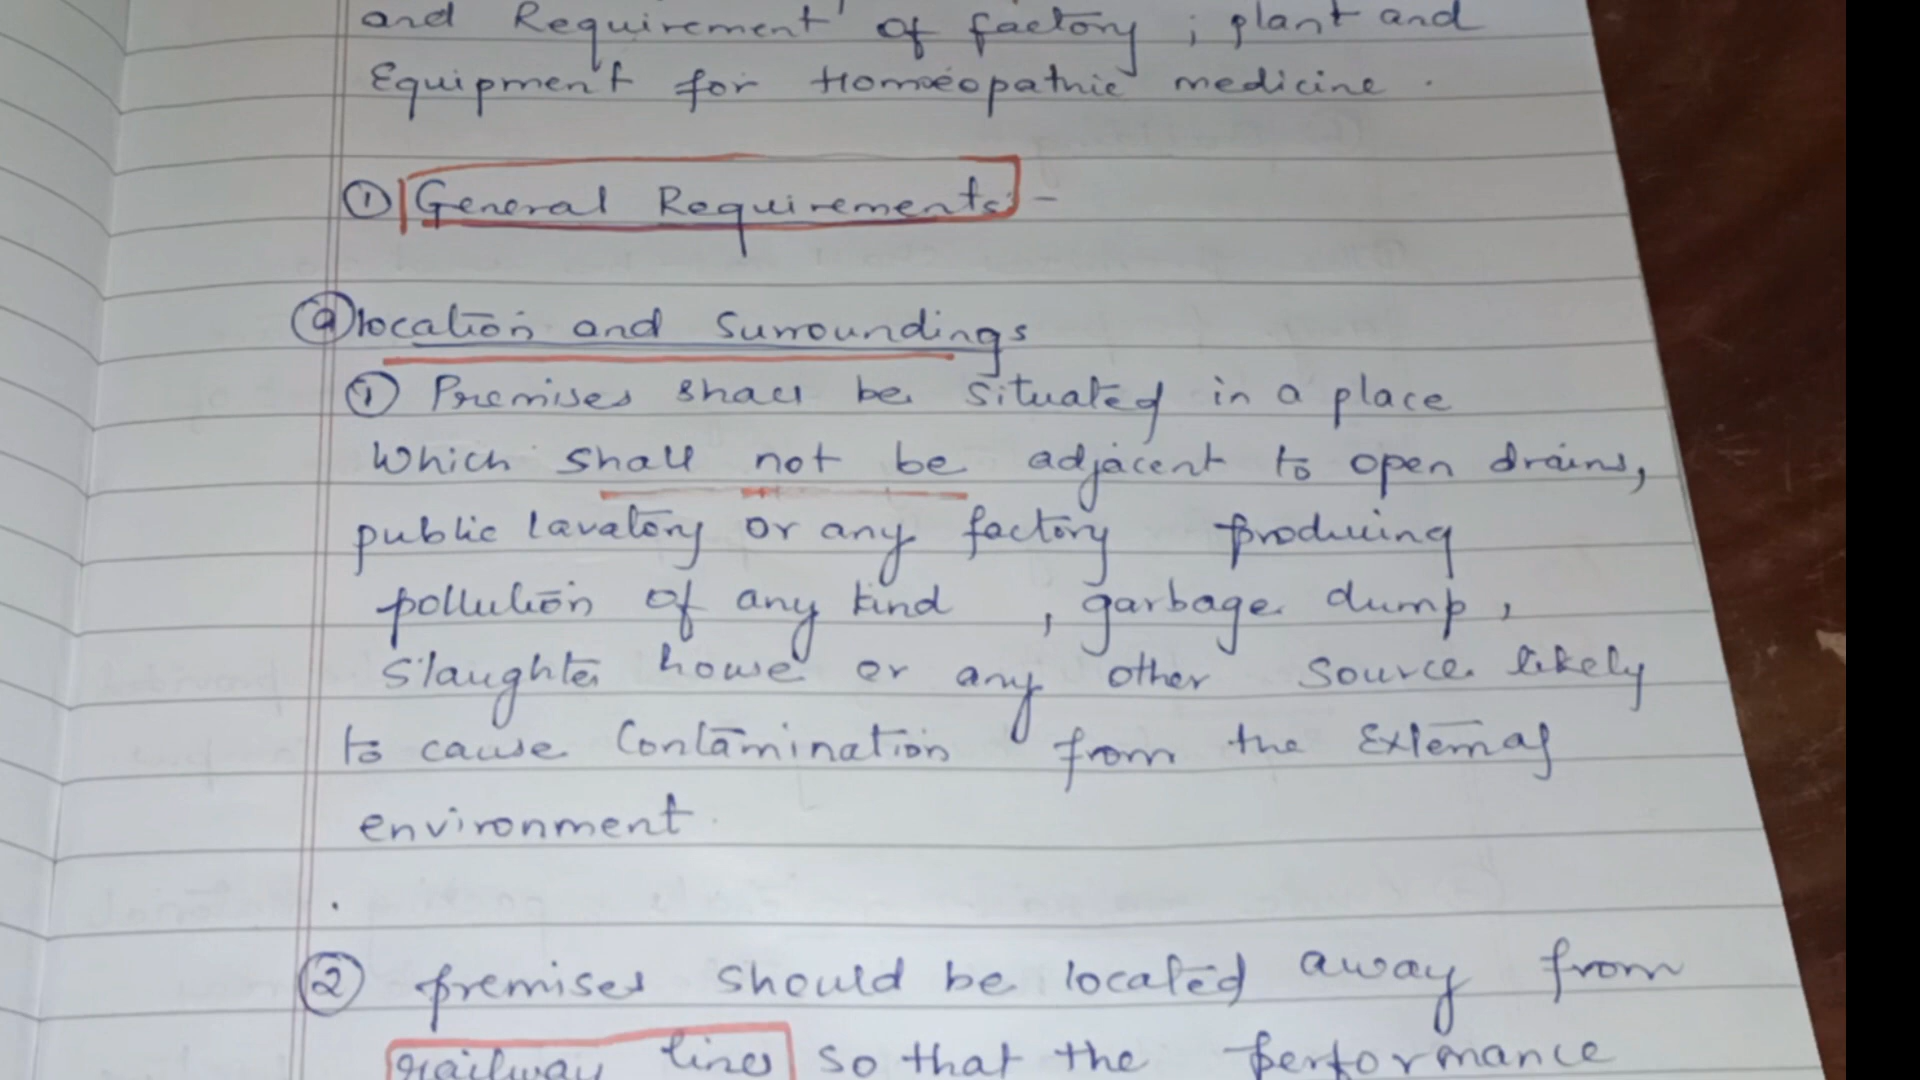 and Requirement of factory ; plant and
Equipment for Homoeopathic medicine .
① General Requirements:-
ⓐ location and Surroundings
① Premises shall be situated in a place
Which shall not be adjacent to open drains,
public lavatory or any factory producing
pollution of any kind , garbage dump ,
Slaughter house or any other source likely
to cause Contamination from the External
environment.
② premises should be located away from
railway lines so that the performance